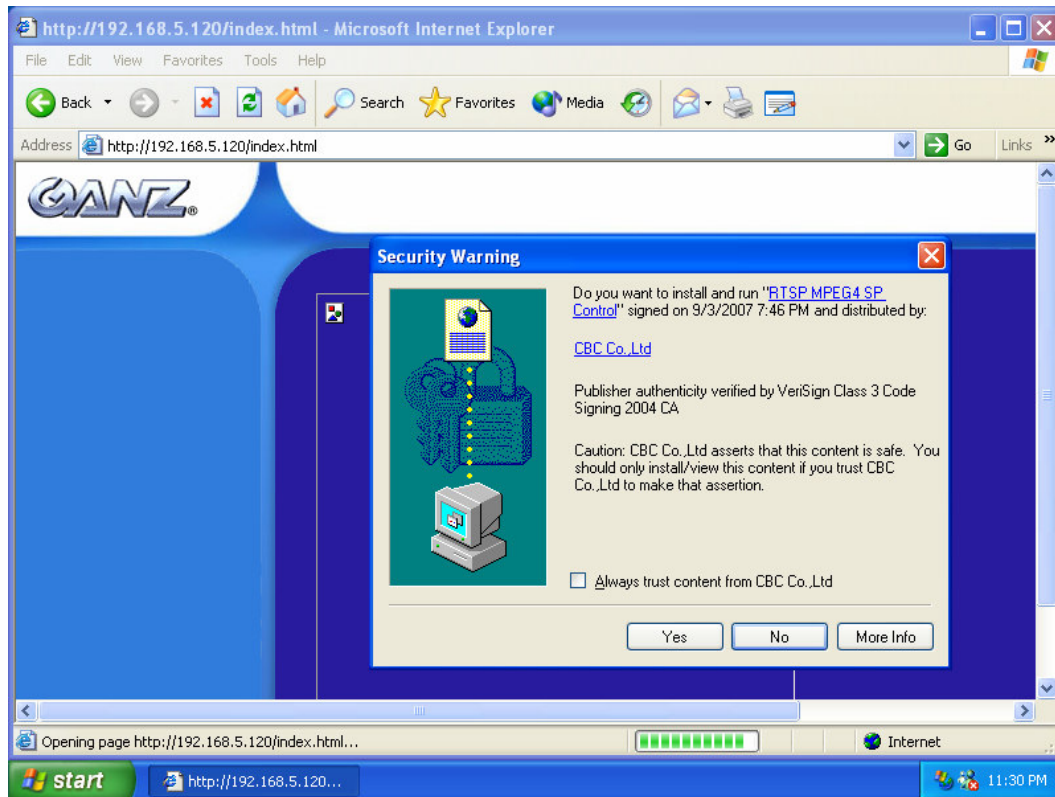 http://192.168.5.120/index.html - Microsoft Internet Explorer
File Edit View Favorites Tools Help
Back Search Favorites Media
Address http://192.168.5.120/index.html Go Links »
GANZ®
Security Warning
Do you want to install and run "RTSP MPEG4 SP
Control" signed on 9/3/2007 7:46 PM and distributed by:
CBC Co.,Ltd
Publisher authenticity verified by VeriSign Class 3 Code
Signing 2004 CA
Caution: CBC Co.,Ltd asserts that this content is safe. You
should only install/view this content if you trust CBC
Co.,Ltd to make that assertion.
Always trust content from CBC Co.,Ltd
Yes No More Info
Opening page http://192.168.5.120/index.html... Internet
start http://192.168.5.120... 11:30 PM